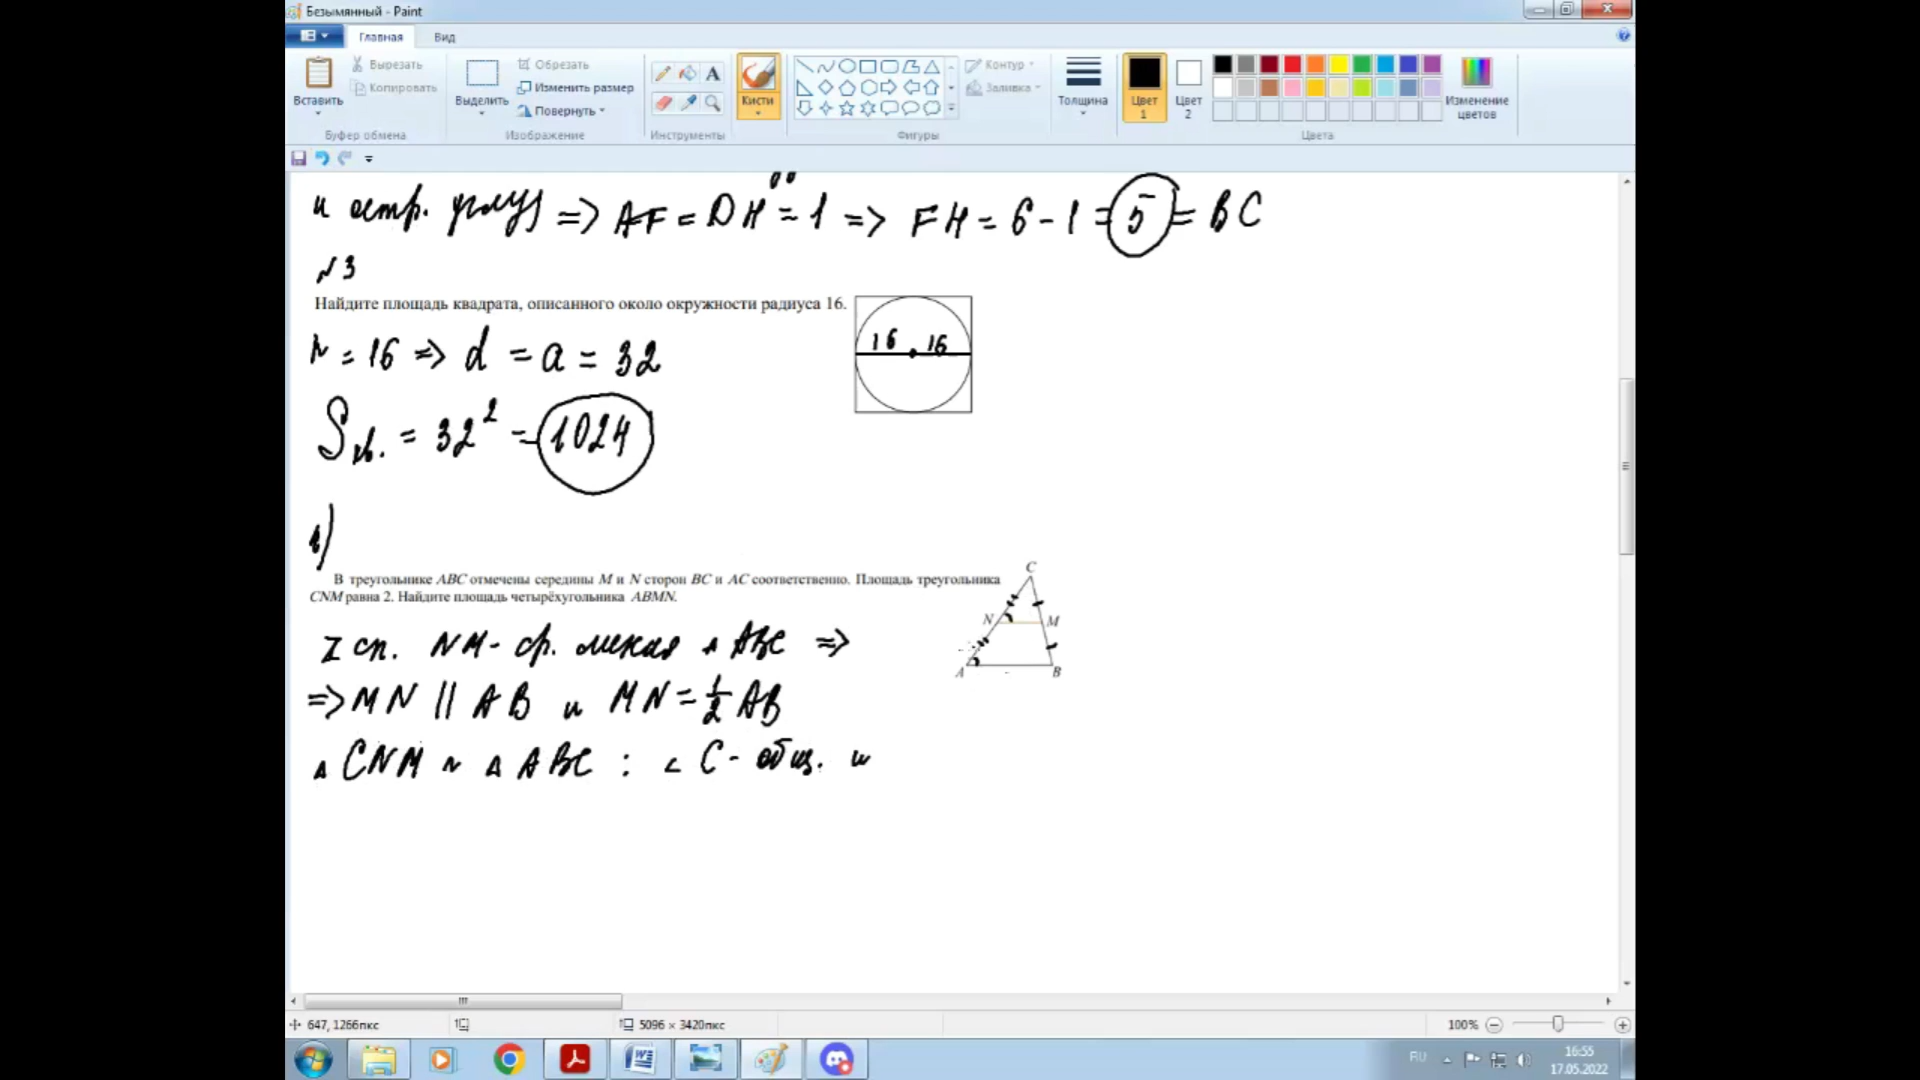 Безымянный - Paint
Главная Вид
Вырезать
Копировать
Вставить
Буфер обмена
Выделить
Обрезать
Изменить размер
Повернуть
Изображение
A
Инструменты
Кисти
Контур
Заливка
Фигуры
Толщина
Цвет 1
Цвет 2
Изменение цветов
Цвета
и остр. углу) => AF = DH = 1 => FH = 6 - 1 = 5 = BC
№3
Найдите площадь квадрата, описанного около окружности радиуса 16.
16 16
r = 16 => d = a = 32
Sкв. = 32² = 1024
В треугольнике ABC отмечены середины M и N сторон BC и AC соответственно. Площадь треугольника
CNM равна 2. Найдите площадь четырёхугольника ABMN.
C
N M
A B
NM - ср. линия ▵ ABC =>
=> MN || AB и MN = 1/2 AB
▵ CNM ~ ▵ ABC : ∠ C - общ. и
647, 1266пкс
5096 × 3420пкс
100%
RU
16:55
17.05.2022